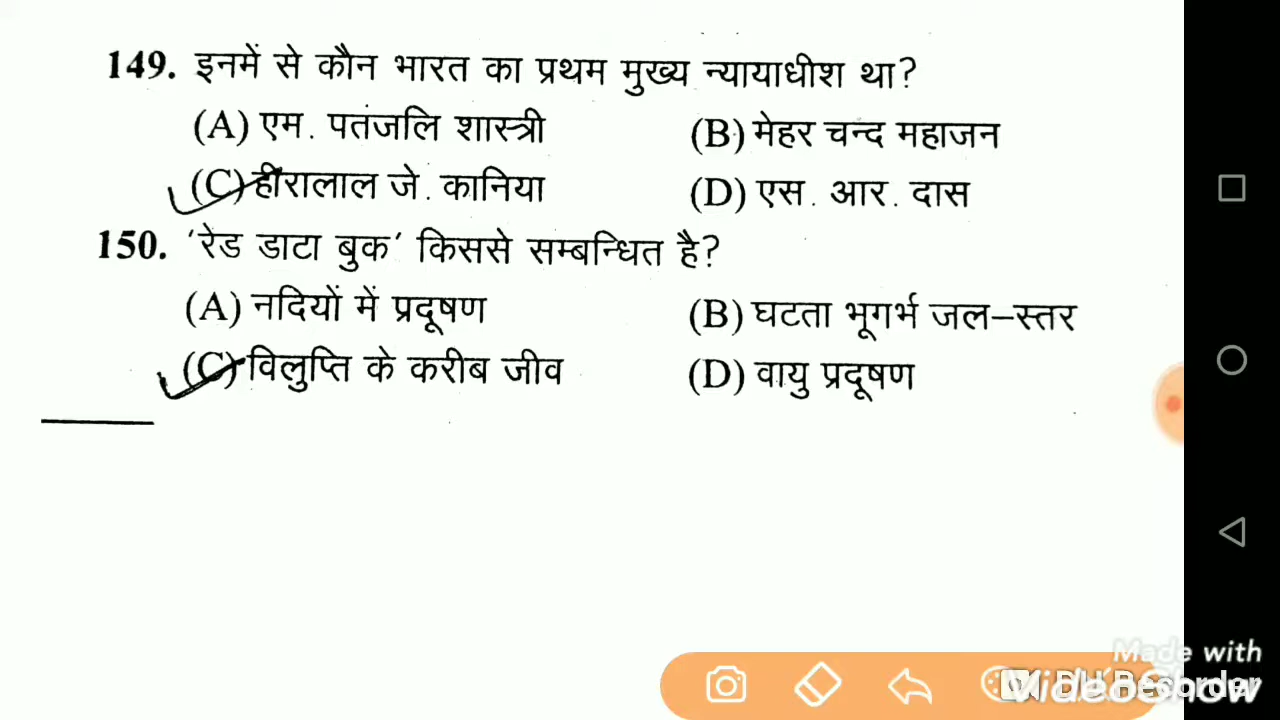 149. इनमें से कौन भारत का प्रथम मुख्य न्यायाधीश था?
(A) एम. पतंजलि शास्त्री (B) मेहर चन्द महाजन
(C) हीरालाल जे. कानिया (D) एस. आर. दास
150. 'रेड डाटा बुक' किससे सम्बन्धित है?
(A) नदियों में प्रदूषण (B) घटता भूगर्भ जल–स्तर
(C) विलुप्ति के करीब जीव (D) वायु प्रदूषण
Made with
VideoShow